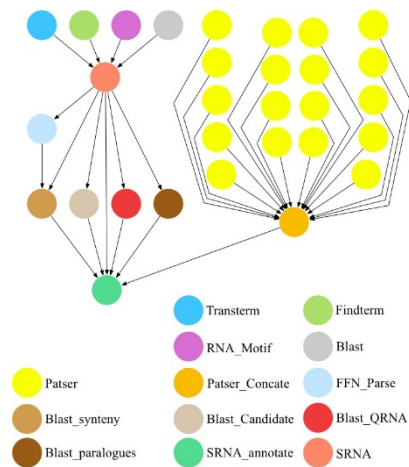 Transterm Findterm
RNA_Motif Blast
Patser Patser_Concate FFN_Parse
Blast_synteny Blast_Candidate Blast_QRNA
Blast_paralogues SRNA_annotate SRNA